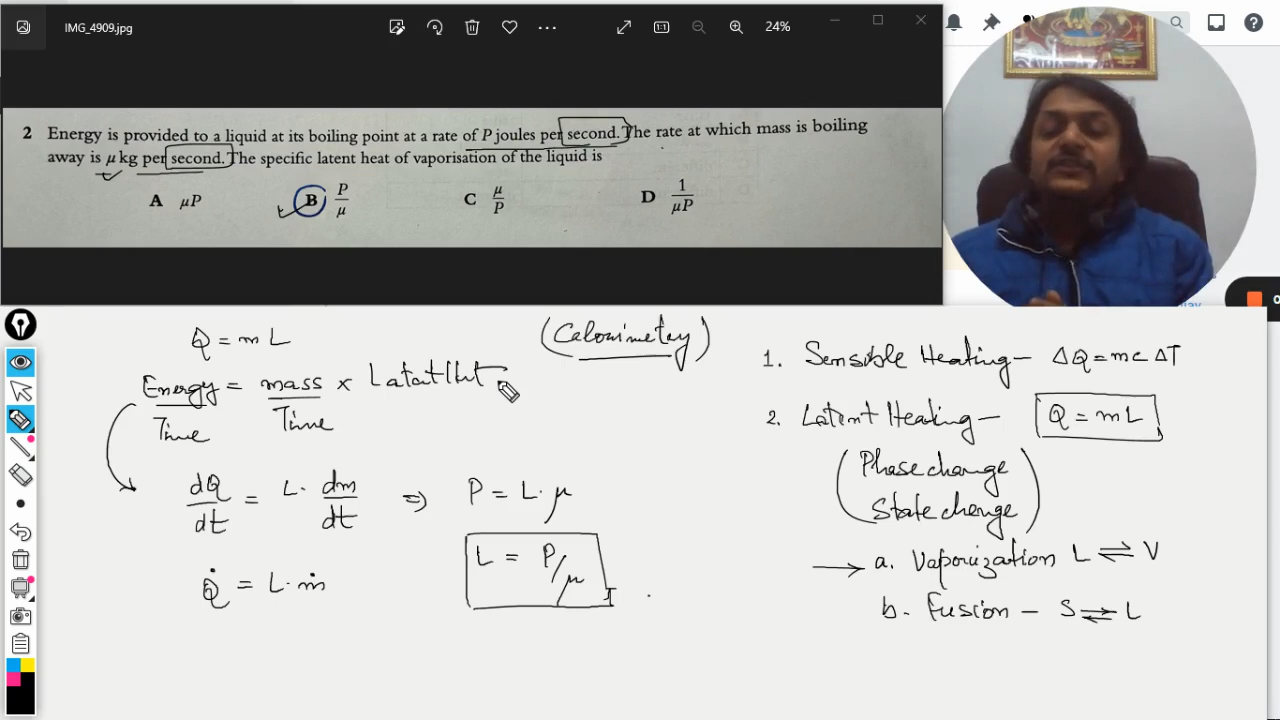 IMG_4909.jpg
24%
2 Energy is provided to a liquid at its boiling point at a rate of P joules per second. The rate at which mass is boiling
away is μ kg per second. The specific latent heat of vaporisation of the liquid is
A μP B P/μ C μ/P D 1/μP
Q = mL
(Calorimetry)
Energy/Time = mass/Time × Latent Heat
dQ/dt = L · dm/dt ⇒ P = L · μ
L = P/μ
Q̇ = L · ṁ
1. Sensible Heating – ΔQ = mc ΔT
2. Latent Heating – Q = mL
(Phase change
State change)
→ a. Vaporization L ⇌ V
b. Fusion – S ⇌ L